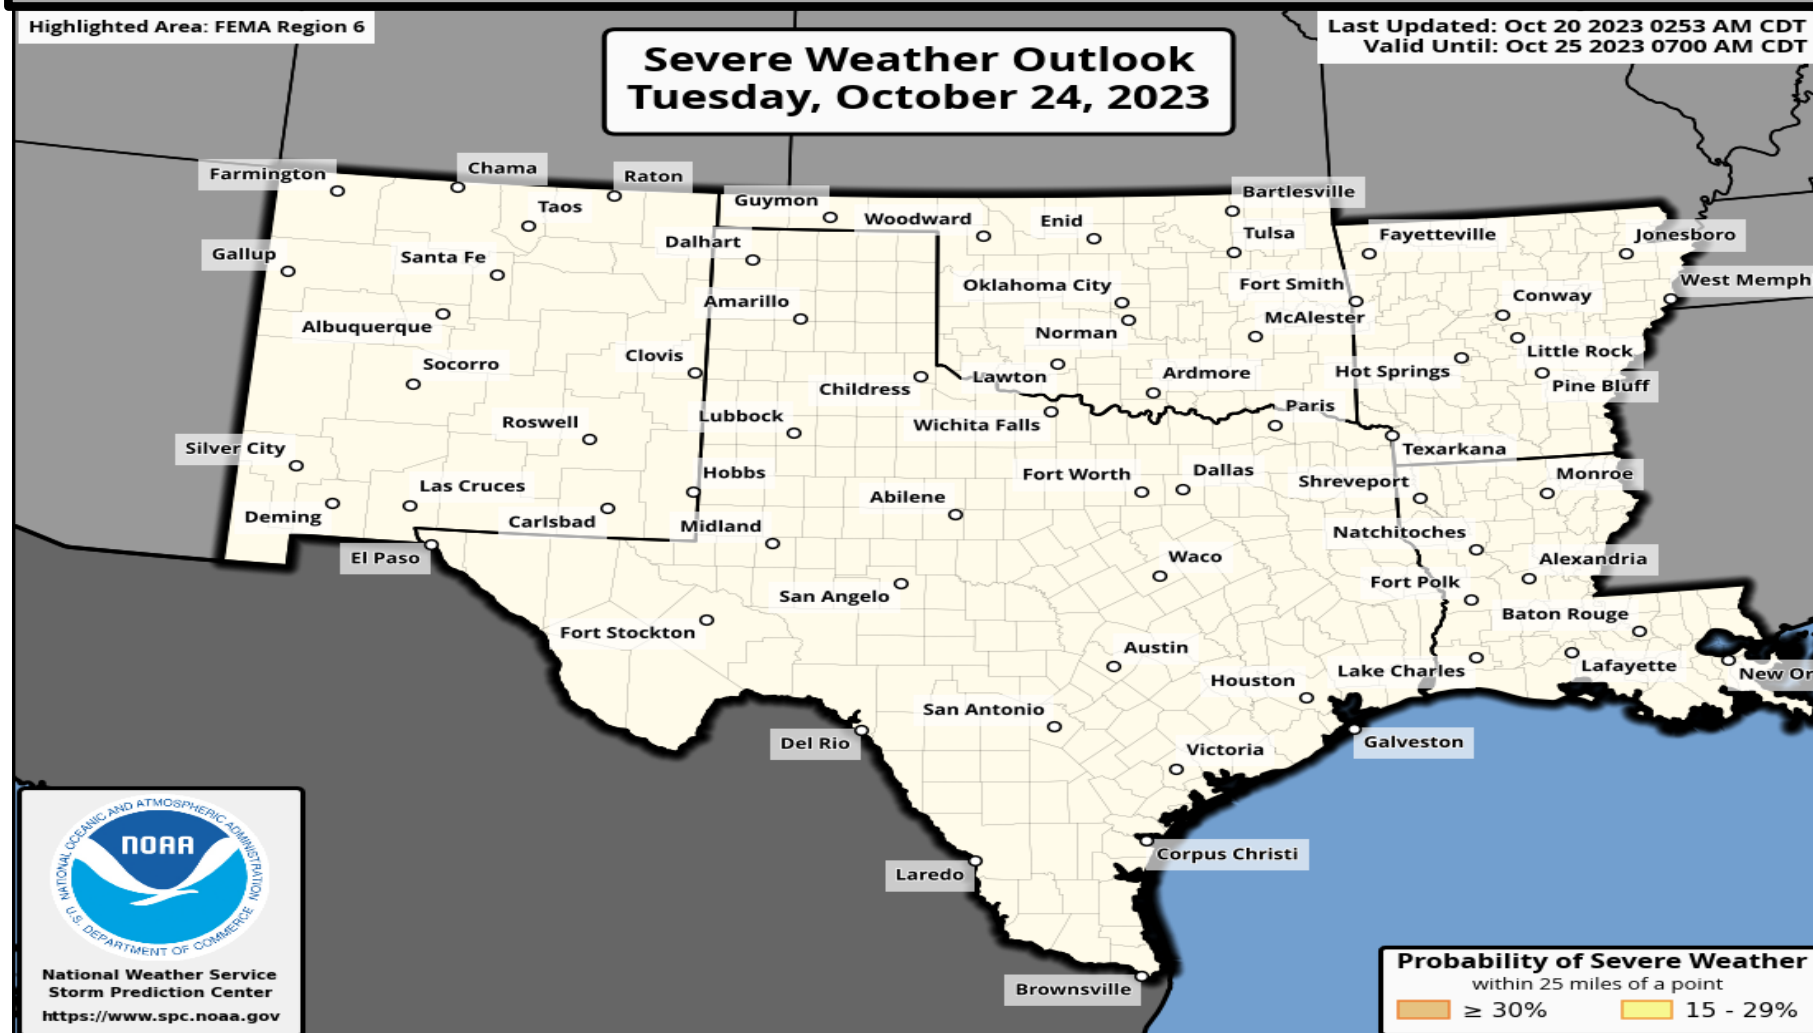 Highlighted Area: FEMA Region 6
Severe Weather Outlook
Tuesday, October 24, 2023
Last Updated: Oct 20 2023 0253 AM CDT
Valid Until: Oct 25 2023 0700 AM CDT
Farmington
Chama
Raton
Taos
Guymon
Woodward
Enid
Bartlesville
Tulsa
Fayetteville
Jonesboro
Gallup
Santa Fe
Dalhart
Amarillo
Oklahoma City
Fort Smith
Conway
West Memph
Albuquerque
Norman
McAlester
Little Rock
Socorro
Clovis
Childress
Lawton
Ardmore
Hot Springs
Pine Bluff
Roswell
Lubbock
Wichita Falls
Paris
Texarkana
Silver City
Las Cruces
Hobbs
Abilene
Fort Worth
Dallas
Shreveport
Monroe
Deming
Carlsbad
Midland
Natchitoches
El Paso
San Angelo
Waco
Fort Polk
Alexandria
Fort Stockton
Austin
Baton Rouge
Houston
Lake Charles
Lafayette
New Or
San Antonio
Del Rio
Victoria
Galveston
Laredo
Corpus Christi
Brownsville
NATIONAL OCEANIC AND ATMOSPHERIC ADMINISTRATION
NOAA
U.S. DEPARTMENT OF COMMERCE
National Weather Service
Storm Prediction Center
https://www.spc.noaa.gov
Probability of Severe Weather
within 25 miles of a point
≥ 30%
15 - 29%